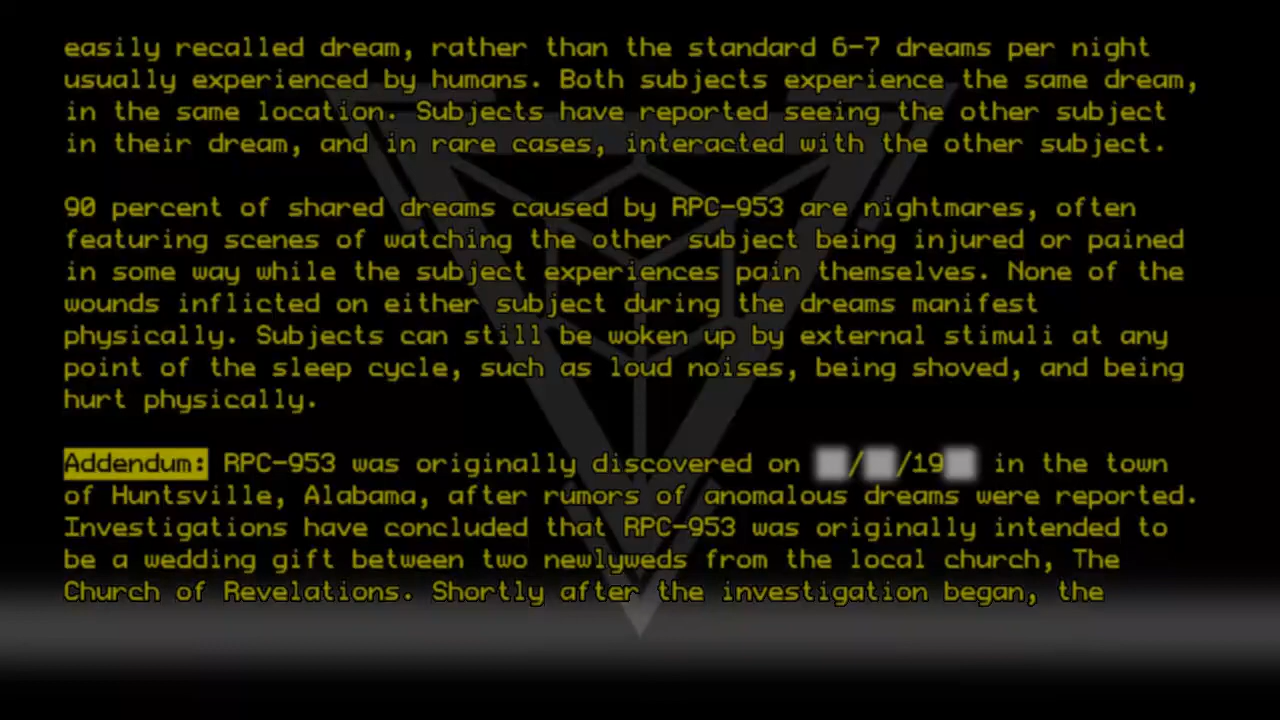 easily recalled dream, rather than the standard 6-7 dreams per night
usually experienced by humans. Both subjects experience the same dream,
in the same location. Subjects have reported seeing the other subject
in their dream, and in rare cases, interacted with the other subject.
90 percent of shared dreams caused by RPC-953 are nightmares, often
featuring scenes of watching the other subject being injured or pained
in some way while the subject experiences pain themselves. None of the
wounds inflicted on either subject during the dreams manifest
physically. Subjects can still be woken up by external stimuli at any
point of the sleep cycle, such as loud noises, being shoved, and being
hurt physically.
Addendum: RPC-953 was originally discovered on ██/██/19██ in the town
of Huntsville, Alabama, after rumors of anomalous dreams were reported.
Investigations have concluded that RPC-953 was originally intended to
be a wedding gift between two newlyweds from the local church, The
Church of Revelations. Shortly after the investigation began, the